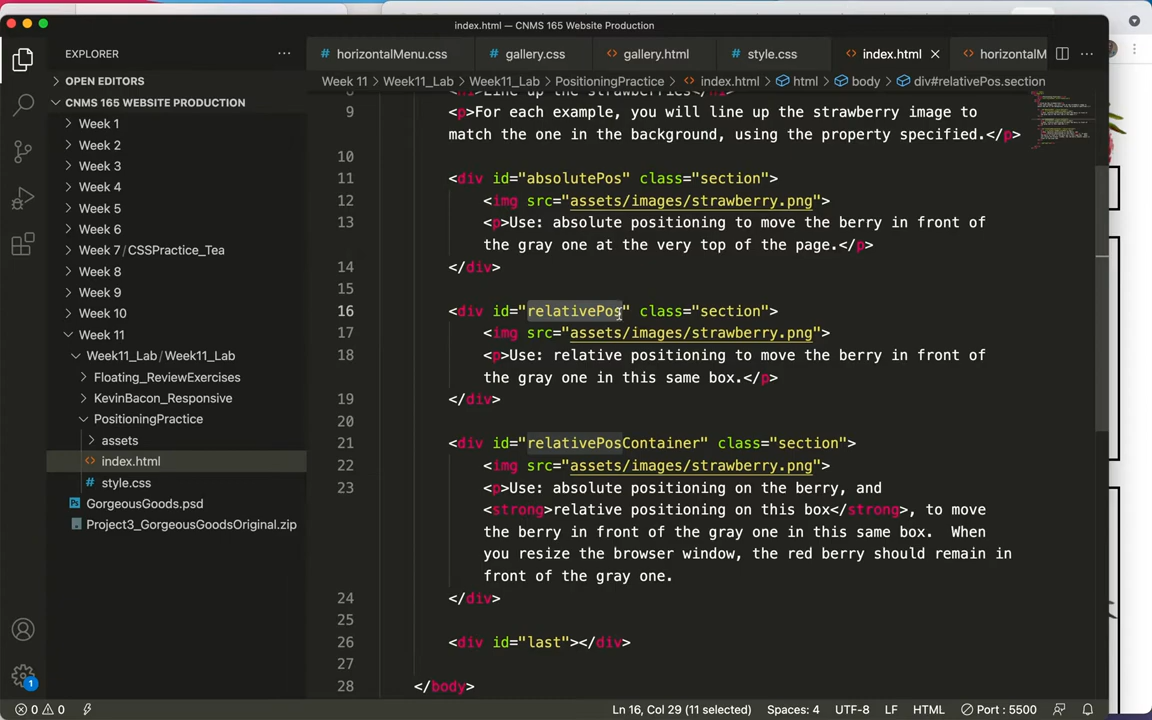 index.html — CNMS 165 Website Production
EXPLORER
OPEN EDITORS
CNMS 165 WEBSITE PRODUCTION
Week 1
Week 2
Week 3
Week 4
Week 5
Week 6
Week 7 / CSSPractice_Tea
Week 8
Week 9
Week 10
Week 11
Week11_Lab / Week11_Lab
Floating_ReviewExercises
KevinBacon_Responsive
PositioningPractice
assets
index.html
style.css
GorgeousGoods.psd
Project3_GorgeousGoodsOriginal.zip
horizontalMenu.css gallery.css gallery.html style.css index.html horizontalM
Week 11 > Week11_Lab > Week11_Lab > PositioningPractice > index.html > html > body > div#relativePos.section
8 <h1>Line up the strawberries</h1>
9 <p>For each example, you will line up the strawberry image to
match the one in the background, using the property specified.</p>
10
11 <div id="absolutePos" class="section">
12 <img src="assets/images/strawberry.png">
13 <p>Use: absolute positioning to move the berry in front of
the gray one at the very top of the page.</p>
14 </div>
15
16 <div id="relativePos" class="section">
17 <img src="assets/images/strawberry.png">
18 <p>Use: relative positioning to move the berry in front of
the gray one in this same box.</p>
19 </div>
20
21 <div id="relativePosContainer" class="section">
22 <img src="assets/images/strawberry.png">
23 <p>Use: absolute positioning on the berry, and
<strong>relative positioning on this box</strong>, to move
the berry in front of the gray one in this same box.  When
you resize the browser window, the red berry should remain in
front of the gray one.
24 </div>
25
26 <div id="last"></div>
27
28 </body>
1
0 0
Ln 16, Col 29 (11 selected) Spaces: 4 UTF-8 LF HTML Port : 5500